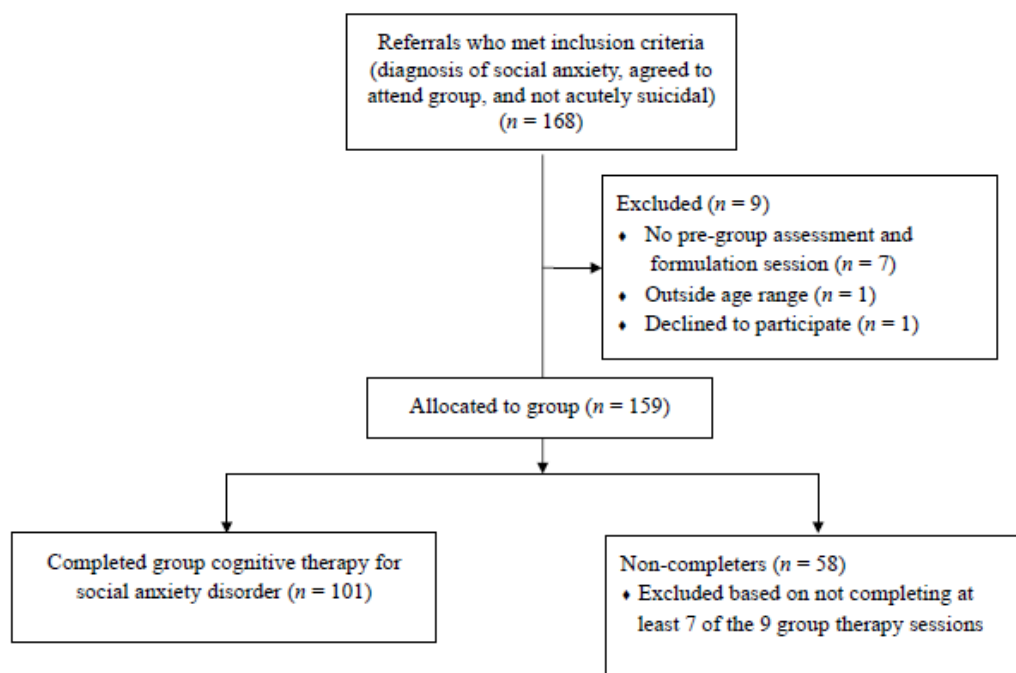 Referrals who met inclusion criteria
(diagnosis of social anxiety, agreed to
attend group, and not acutely suicidal)
(n = 168)
Excluded (n = 9)
⬧ No pre-group assessment and
formulation session (n = 7)
⬧ Outside age range (n = 1)
⬧ Declined to participate (n = 1)
Allocated to group (n = 159)
Completed group cognitive therapy for
social anxiety disorder (n = 101)
Non-completers (n = 58)
⬧ Excluded based on not completing at
least 7 of the 9 group therapy sessions